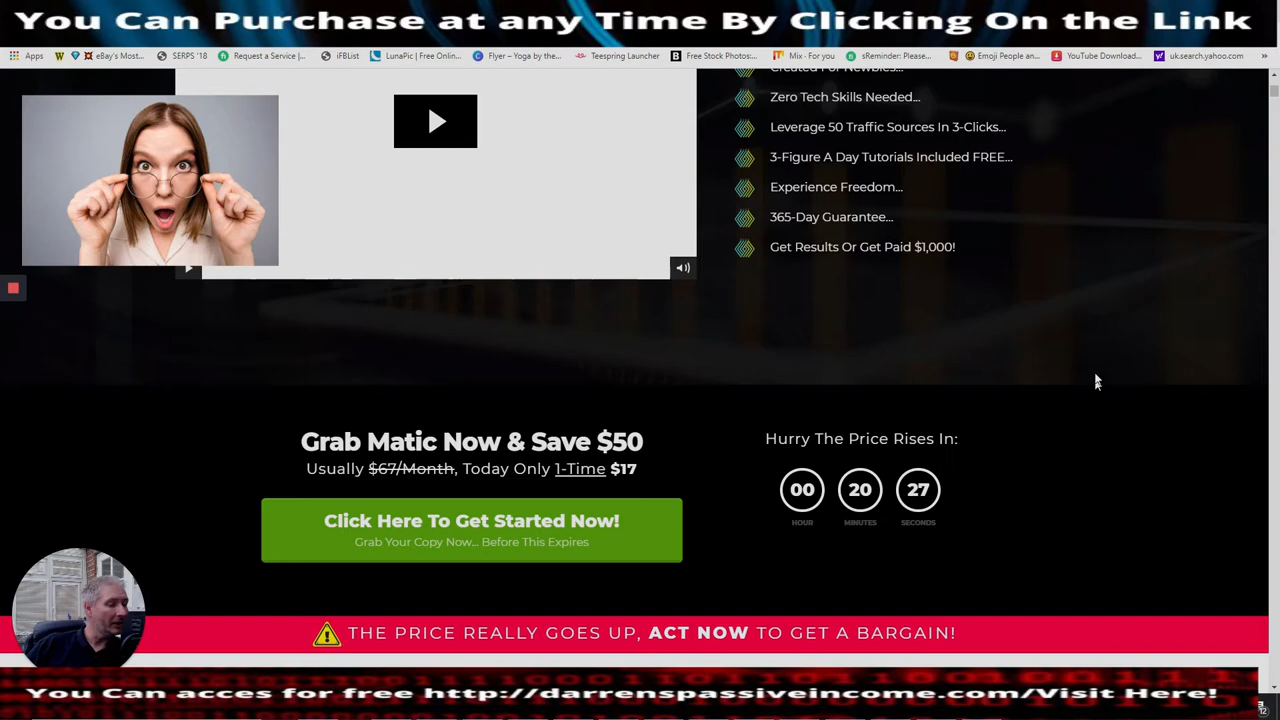 You Can Purchase at any Time By Clicking On the Link
Apps
eBay's Most...
SERPS '18
Request a Service |...
iFBList
LunaPic | Free Onlin...
Flyer – Yoga by the...
Teespring Launcher
Free Stock Photos:...
Mix - For you
sReminder: Please...
Emoji People an...
YouTube Download...
uk.search.yahoo.com
»
Created For Newbies...
Zero Tech Skills Needed...
Leverage 50 Traffic Sources In 3-Clicks...
3-Figure A Day Tutorials Included FREE...
Experience Freedom...
365-Day Guarantee...
Get Results Or Get Paid $1,000!
Grab Matic Now & Save $50
Usually $67/Month, Today Only 1-Time $17
Click Here To Get Started Now!
Grab Your Copy Now... Before This Expires
Hurry The Price Rises In:
00 20 27
HOUR MINUTES SECONDS
THE PRICE REALLY GOES UP, ACT NOW TO GET A BARGAIN!
You Can acces for free http://darrenspassiveincome.com/Visit Here!